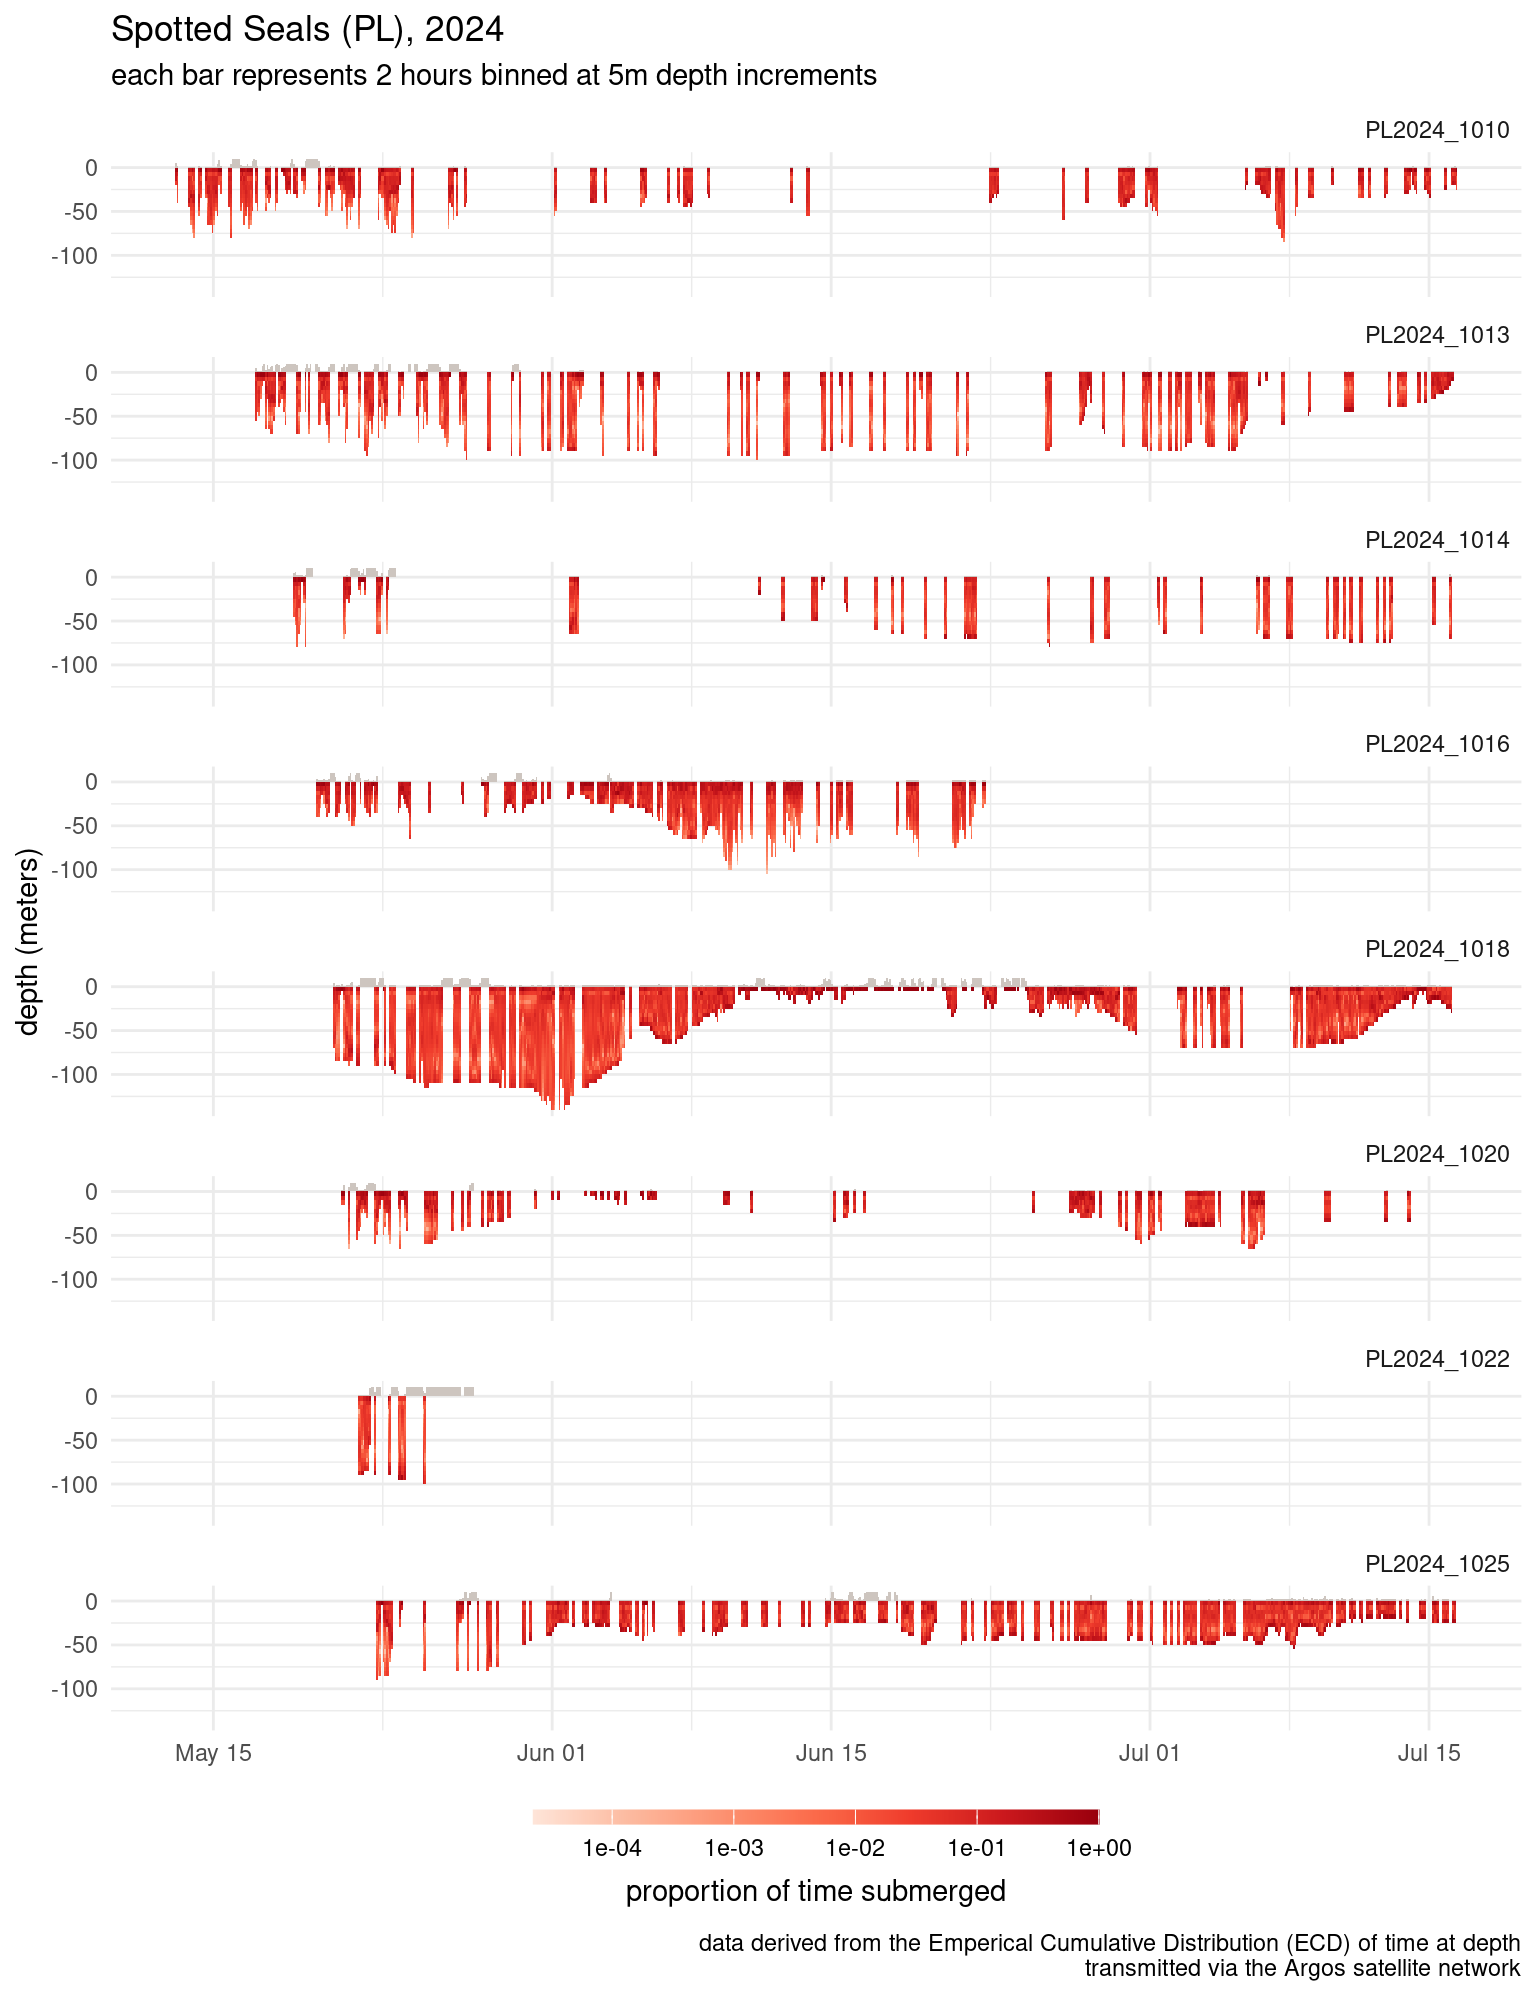 Spotted Seals (PL), 2024
each bar represents 2 hours binned at 5m depth increments
PL2024_1010
0
-50
-100
PL2024_1013
0
-50
-100
PL2024_1014
0
-50
-100
PL2024_1016
0
-50
-100
depth (meters)
PL2024_1018
0
-50
-100
PL2024_1020
0
-50
-100
PL2024_1022
0
-50
-100
PL2024_1025
0
-50
-100
May 15 Jun 01 Jun 15 Jul 01 Jul 15
1e-04 1e-03 1e-02 1e-01 1e+00
proportion of time submerged
data derived from the Emperical Cumulative Distribution (ECD) of time at depth
transmitted via the Argos satellite network